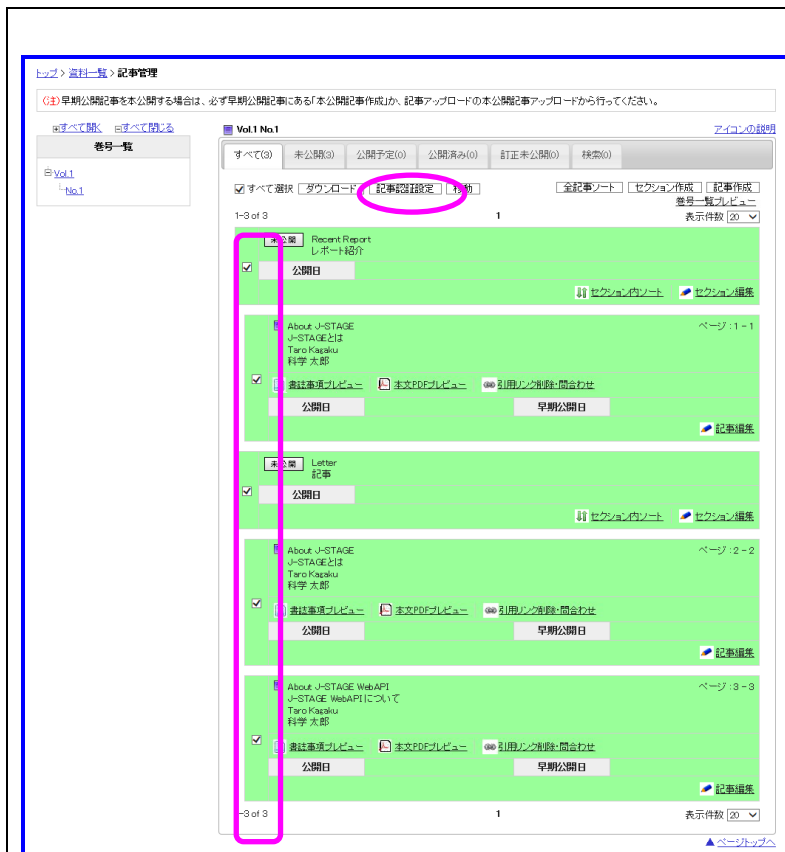 トップ > 資料一覧 > 記事管理
(注)早期公開記事を本公開する場合は、必ず早期公開記事にある「本公開記事作成」か、記事アップロードの本公開記事アップロードから行ってください。
すべて開く すべて閉じる
巻号一覧
Vol.1
No.1
Vol.1 No.1 アイコンの説明
すべて(3) 未公開(3) 公開予定(0) 公開済み(0) 訂正未公開(0) 検索(0)
すべて選択 ダウンロード 記事認証設定 移動 全記事ソート セクション作成 記事作成
巻号一覧プレビュー
1-3 of 3 1 表示件数 20
未公開 Recent Report
レポート紹介
公開日
セクション内ソート セクション編集
About J-STAGE ページ : 1 - 1
J-STAGEとは
Taro Kagaku
科学 太郎
書誌事項プレビュー 本文PDFプレビュー 引用リンク削除・問合わせ
公開日 早期公開日
記事編集
未公開 Letter
記事
公開日
セクション内ソート セクション編集
About J-STAGE ページ : 2 - 2
J-STAGEとは
Taro Kagaku
科学 太郎
書誌事項プレビュー 本文PDFプレビュー 引用リンク削除・問合わせ
公開日 早期公開日
記事編集
About J-STAGE WebAPI ページ : 3 - 3
J-STAGE WebAPIについて
Taro Kagaku
科学 太郎
書誌事項プレビュー 本文PDFプレビュー 引用リンク削除・問合わせ
公開日 早期公開日
記事編集
1-3 of 3 1 表示件数 20
▲ ページトップへ